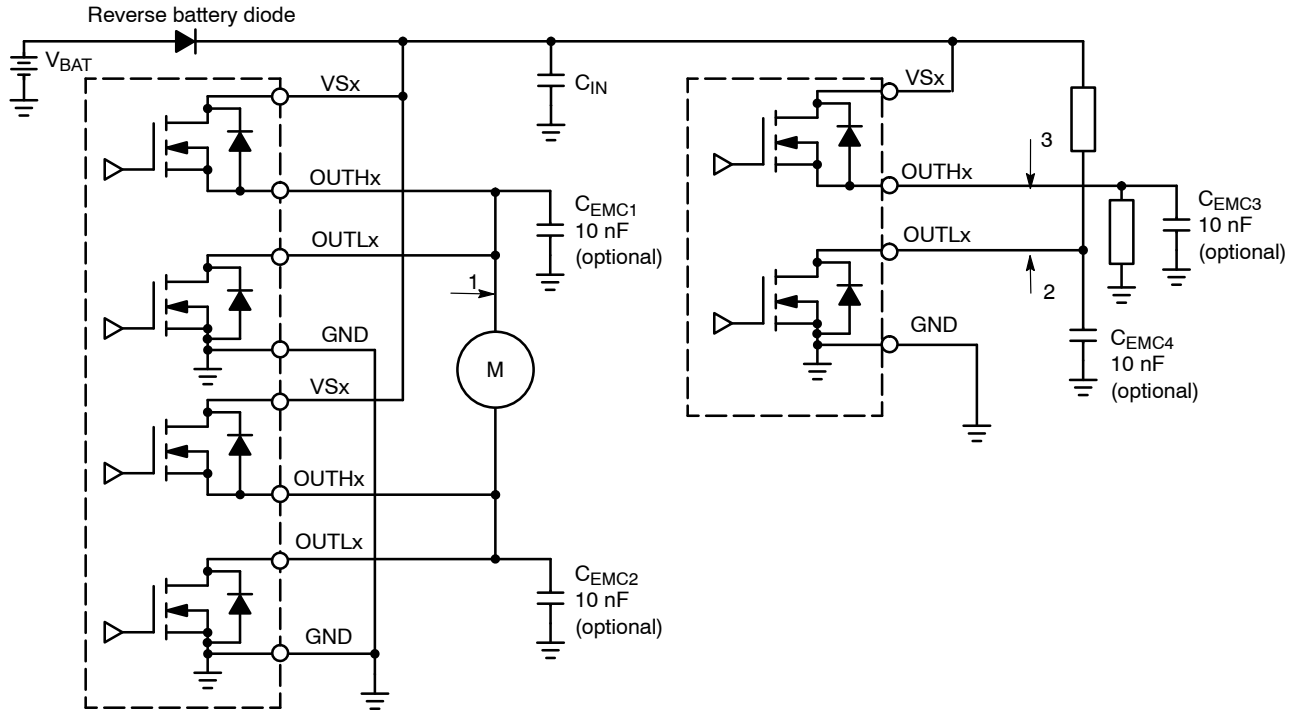 Reverse battery diode
VBAT
VSx
CIN
OUTHx
CEMC1
10 nF
(optional)
OUTLx
1
GND
M
VSx
OUTHx
OUTLx
CEMC2
10 nF
(optional)
GND
VSx
3
OUTHx
CEMC3
10 nF
(optional)
OUTLx
2
GND
CEMC4
10 nF
(optional)